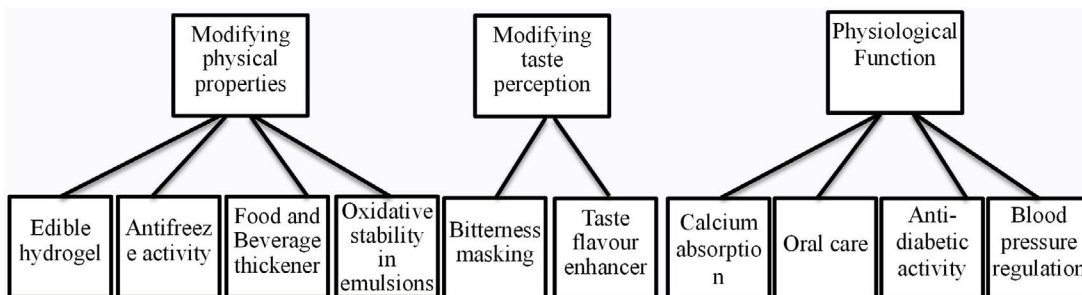 Modifying
physical
properties
Modifying
taste
perception
Physiological
Function
Edible
hydrogel
Antifreez
e activity
Food and
Beverage
thickener
Oxidative
stability
in
emulsions
Bitterness
masking
Taste
flavour
enhancer
Calcium
absorptio
n
Oral care
Anti-
diabetic
activity
Blood
pressure
regulation